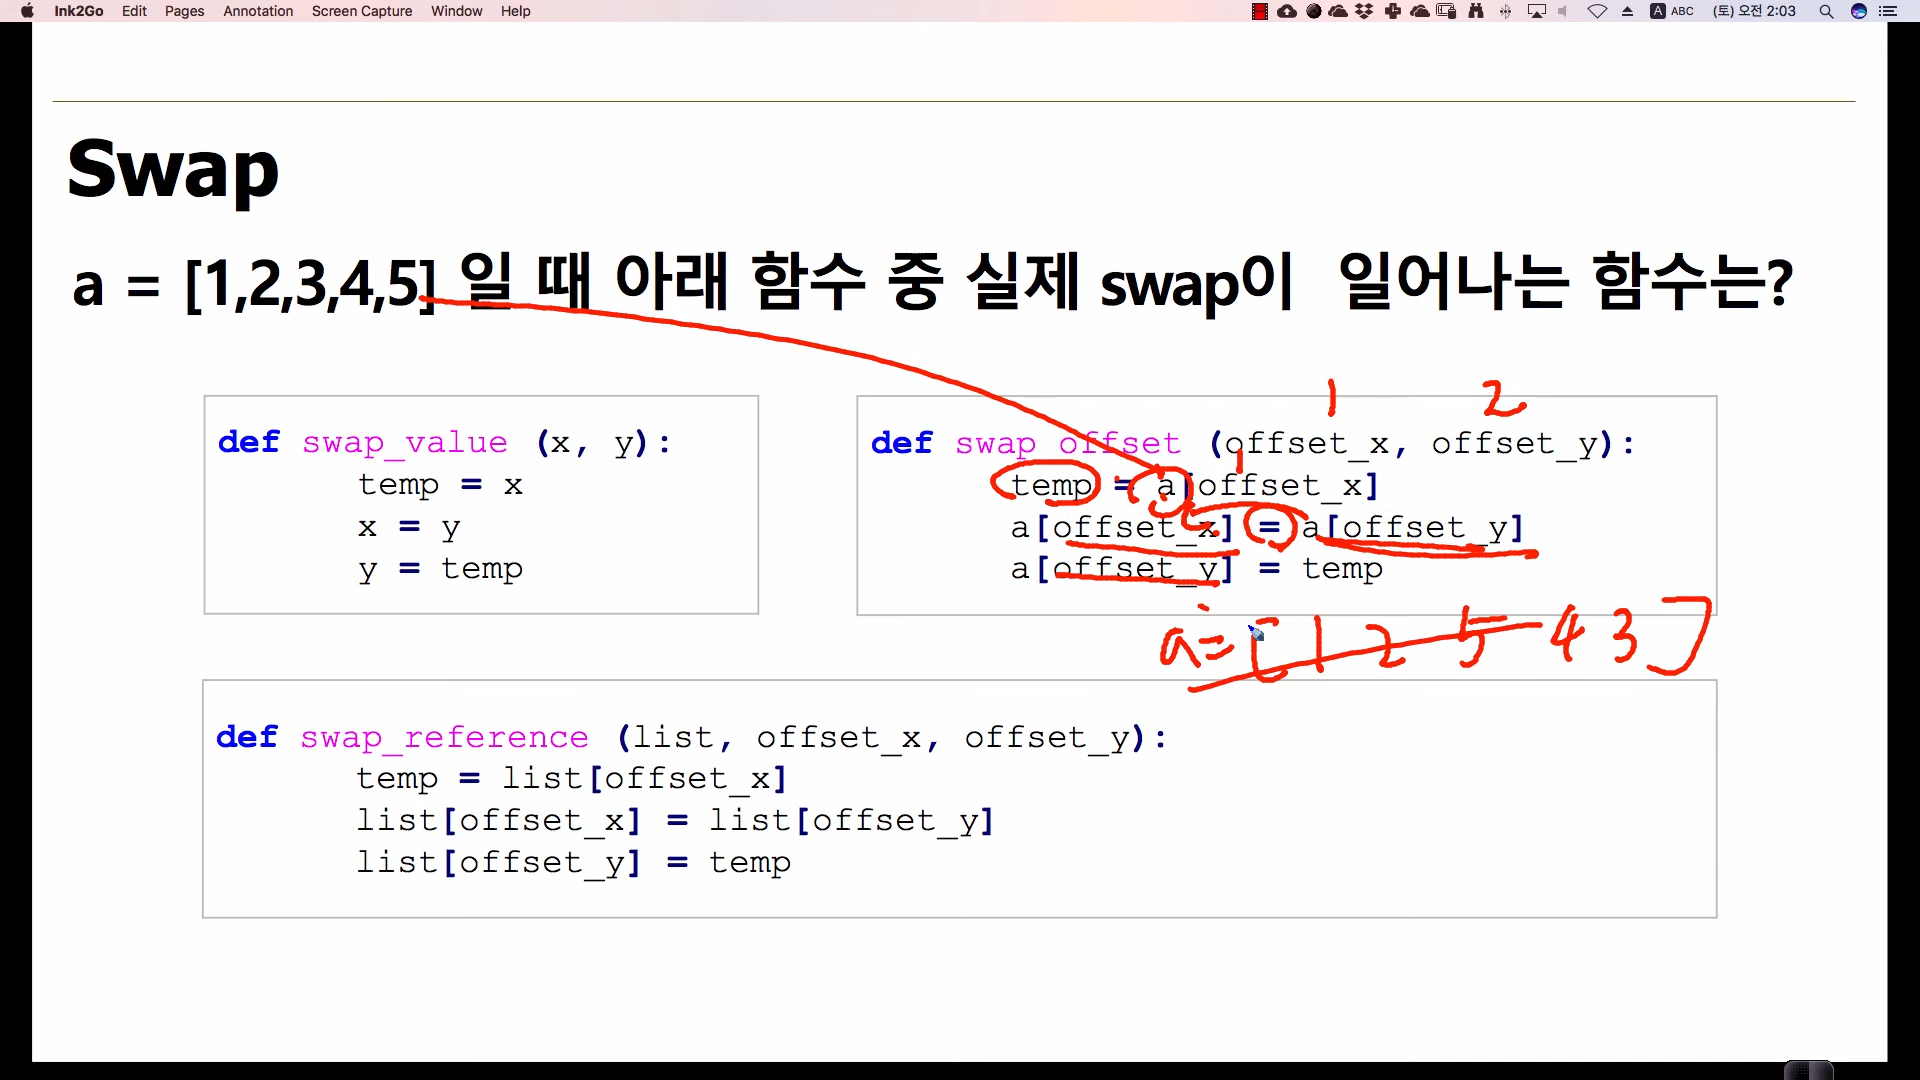 Ink2Go Edit Pages Annotation Screen Capture Window Help A ABC (토) 오전 2:03
Swap
a = [1,2,3,4,5] 일 때 아래 함수 중 실제 swap이 일어나는 함수는?
def swap_value (x, y):
temp = x
x = y
y = temp
1 2
def swap_offset (offset_x, offset_y):
temp = a[offset_x]
a[offset_x] = a[offset_y]
a[offset_y] = temp
a=[1 2 5 4 3]
def swap_reference (list, offset_x, offset_y):
temp = list[offset_x]
list[offset_x] = list[offset_y]
list[offset_y] = temp